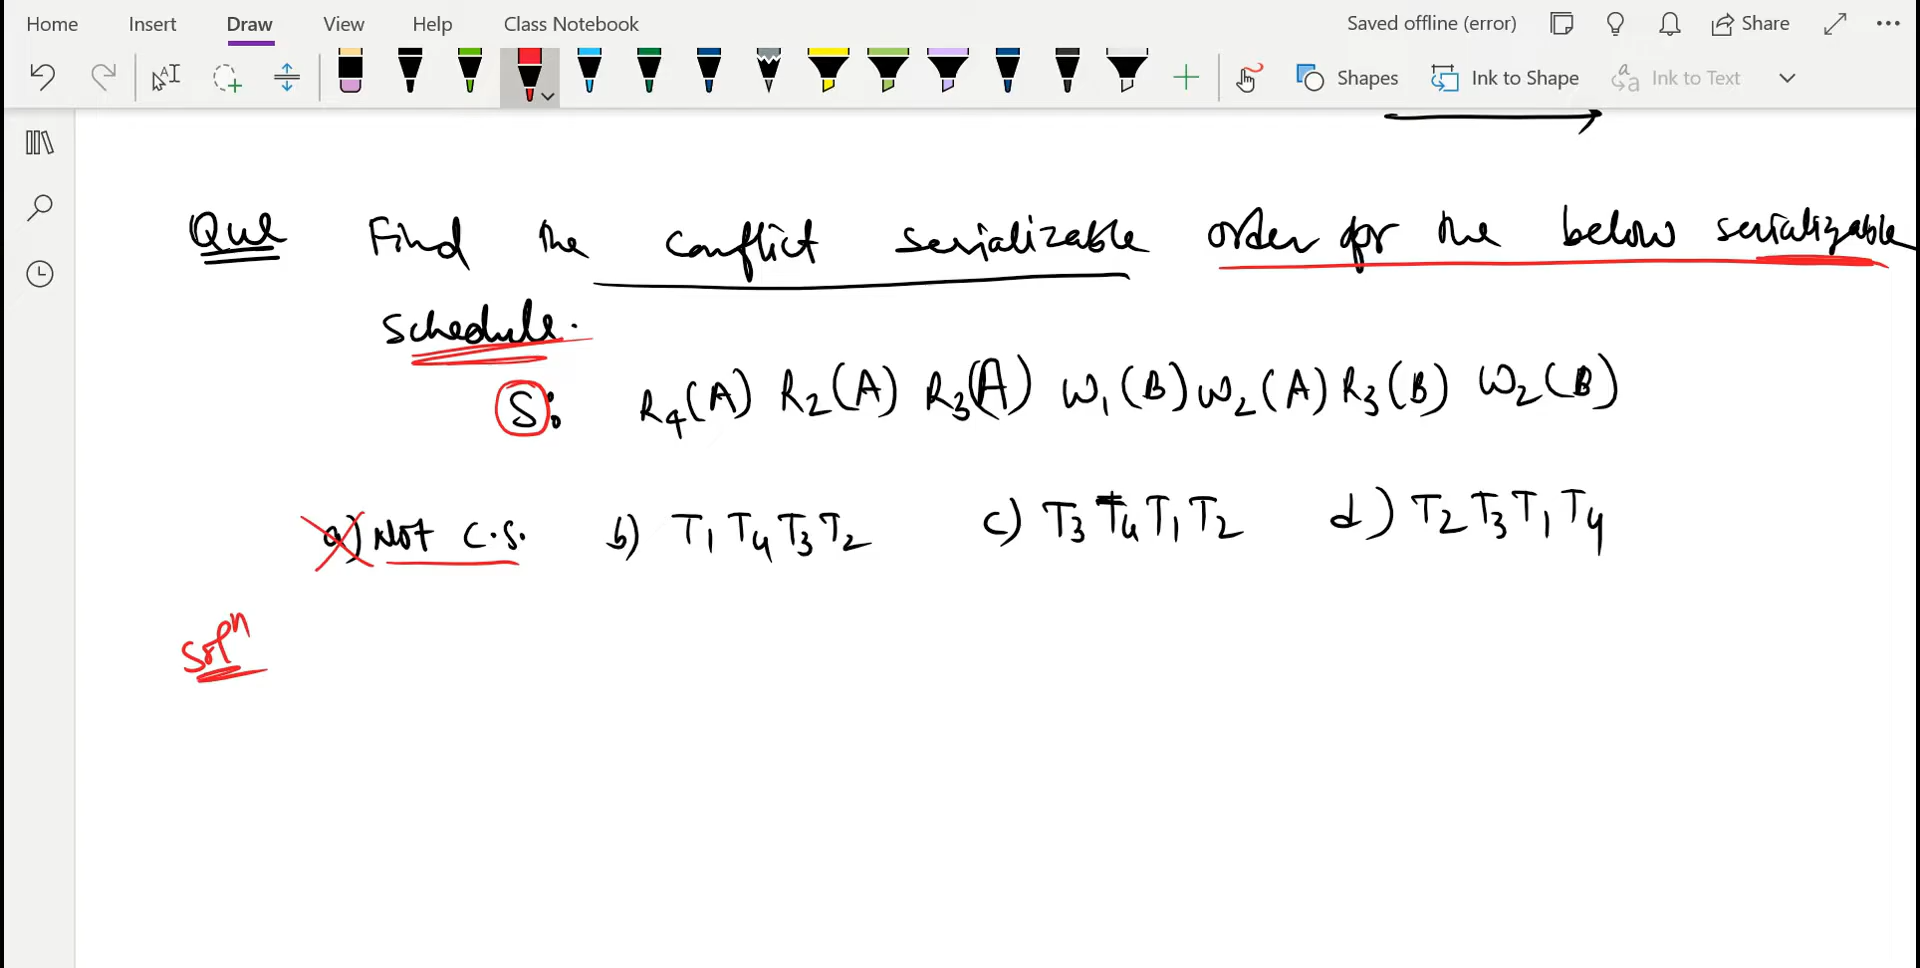 Home Insert Draw View Help Class Notebook Saved offline (error) Share
Shapes Ink to Shape Ink to Text
Que Find the conflict serializable order for the below serializable
schedule.
S: R4(A) R2(A) R3(A) W1(B) W2(A) R3(B) W2(B)
a) Not C.S. b) T1 T4 T3 T2 c) T3 T4 T1 T2 d) T2 T3 T1 T4
Soln